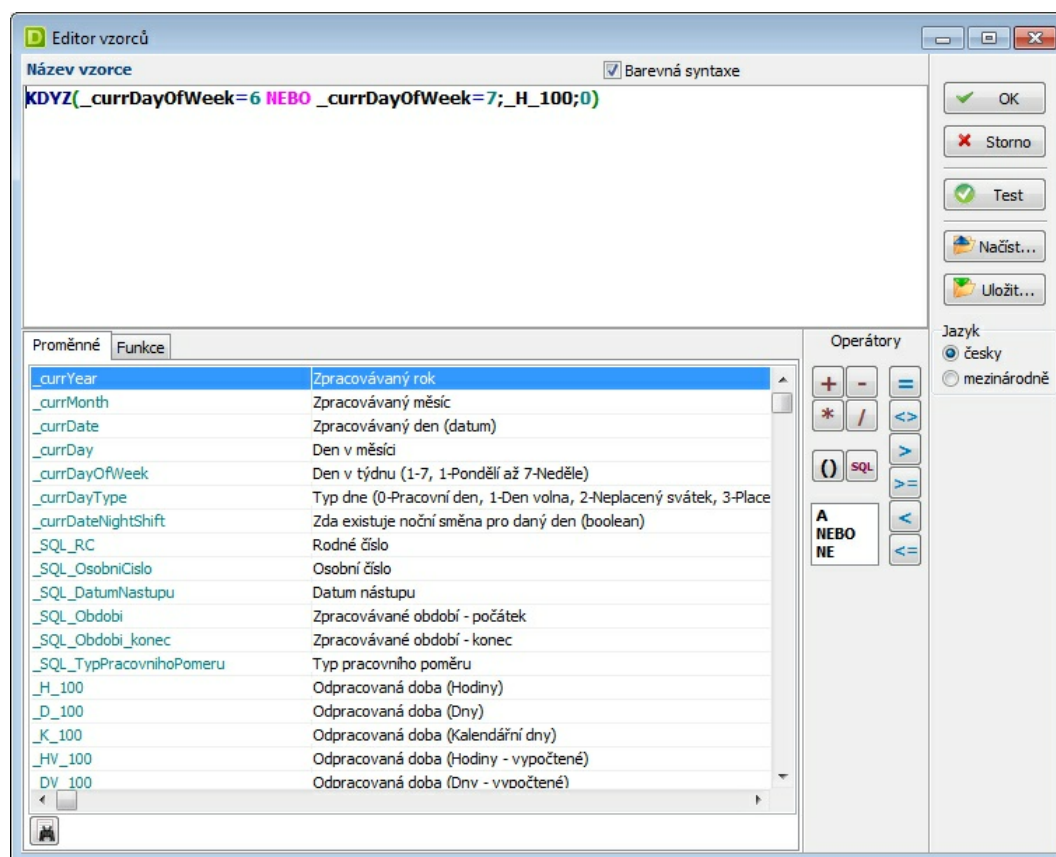 Editor vzorců
Název vzorce
Barevná syntaxe
KDYZ(_currDayOfWeek=6 NEBO _currDayOfWeek=7;_H_100;0)
OK
Storno
Test
Načíst...
Uložit...
Jazyk
česky
mezinárodně
Proměnné Funkce
Operátory
_currYear Zpracovávaný rok
_currMonth Zpracovávaný měsíc
_currDate Zpracovávaný den (datum)
_currDay Den v měsíci
_currDayOfWeek Den v týdnu (1-7, 1-Pondělí až 7-Neděle)
_currDayType Typ dne (0-Pracovní den, 1-Den volna, 2-Neplacený svátek, 3-Place
_currDateNightShift Zda existuje noční směna pro daný den (boolean)
_SQL_RC Rodné číslo
_SQL_OsobniCislo Osobní číslo
_SQL_DatumNastupu Datum nástupu
_SQL_Obdobi Zpracovávané období - počátek
_SQL_Obdobi_konec Zpracovávané období - konec
_SQL_TypPracovnihoPomeru Typ pracovního poměru
_H_100 Odpracovaná doba (Hodiny)
_D_100 Odpracovaná doba (Dny)
_K_100 Odpracovaná doba (Kalendářní dny)
_HV_100 Odpracovaná doba (Hodiny - vypočtené)
_DV_100 Odpracovaná doba (Dny - vypočtené)
+ - =
* / <>
>
() SQL
>=
<
<=
A
NEBO
NE